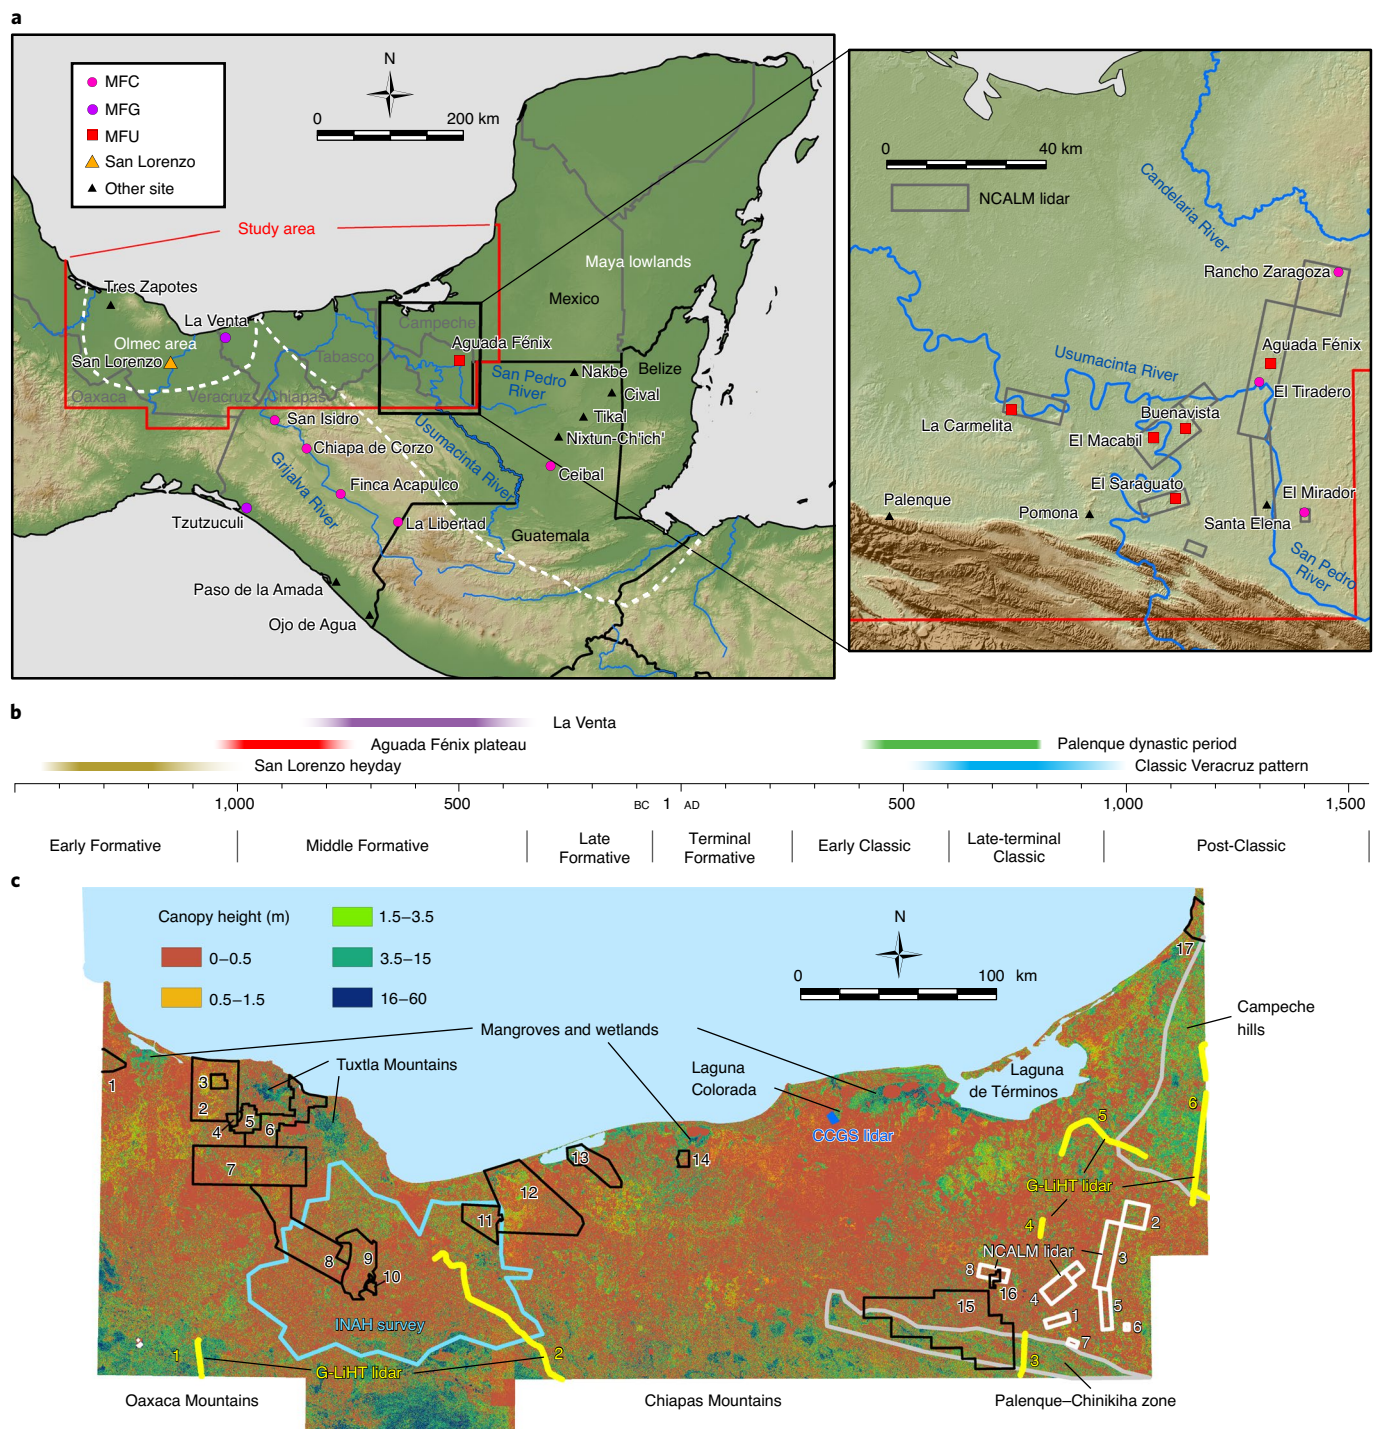 a
MFC
MFG
MFU
San Lorenzo
Other site
N
0
200 km
Study area
Tres Zapotes
La Venta
Olmec area
San Lorenzo
Oaxaca
Veracruz
Chiapas
Tabasco
Campeche
Aguada Fénix
Maya lowlands
Mexico
Belize
San Pedro
River
Nakbe
Cival
Tikal
Nixtun-Ch'ich'
Ceibal
San Isidro
Chiapa de Corzo
Finca Acapulco
La Libertad
Grijalva River
Usumacinta River
Guatemala
Tzutzuculi
Paso de la Amada
Ojo de Agua
0
40 km
NCALM lidar
Candelaria River
Rancho Zaragoza
Aguada Fénix
Usumacinta River
El Tiradero
La Carmelita
Buenavista
El Macabil
El Saraguato
El Mirador
Palenque
Pomona
Santa Elena
San Pedro
River
b
La Venta
Aguada Fénix plateau
Palenque dynastic period
San Lorenzo heyday
Classic Veracruz pattern
1,000
500
BC 1 AD
500
1,000
1,500
Early Formative
Middle Formative
Late
Formative
Terminal
Formative
Early Classic
Late-terminal
Classic
Post-Classic
c
Canopy height (m)
0–0.5
0.5–1.5
1.5–3.5
3.5–15
16–60
N
0
100 km
Mangroves and wetlands
Tuxtla Mountains
Laguna
Colorada
Laguna
de Términos
Campeche
hills
CCGS lidar
G-LiHT lidar
NCALM lidar
INAH survey
G-LiHT lidar
1
2
3
4
5
6
7
8
9
10
11
12
13
14
15
16
17
1
2
3
4
5
6
1
2
3
4
5
6
7
8
Oaxaca Mountains
Chiapas Mountains
Palenque–Chinikiha zone